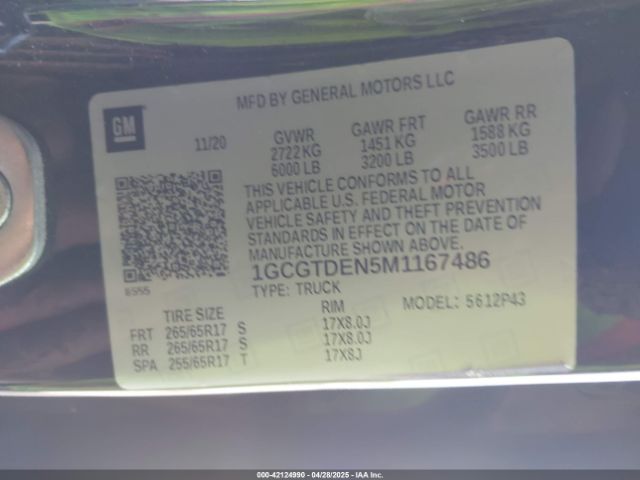 MFD BY GENERAL MOTORS LLC
GM
11/20
GVWR GAWR FRT GAWR RR
2722 KG 1451 KG 1588 KG
6000 LB 3200 LB 3500 LB
THIS VEHICLE CONFORMS TO ALL
APPLICABLE U.S. FEDERAL MOTOR
VEHICLE SAFETY AND THEFT PREVENTION
STANDARDS IN EFFECT ON THE DATE OF
MANUFACTURE SHOWN ABOVE.
1GCGTDEN5M1167486
8555
TYPE: TRUCK MODEL: 5612P43
TIRE SIZE RIM
FRT 265/65R17 S 17X8.0J
RR 265/65R17 S 17X8.0J
SPA 255/65R17 T 17X8J
000-42124990 - 04/28/2025 - IAA, Inc.